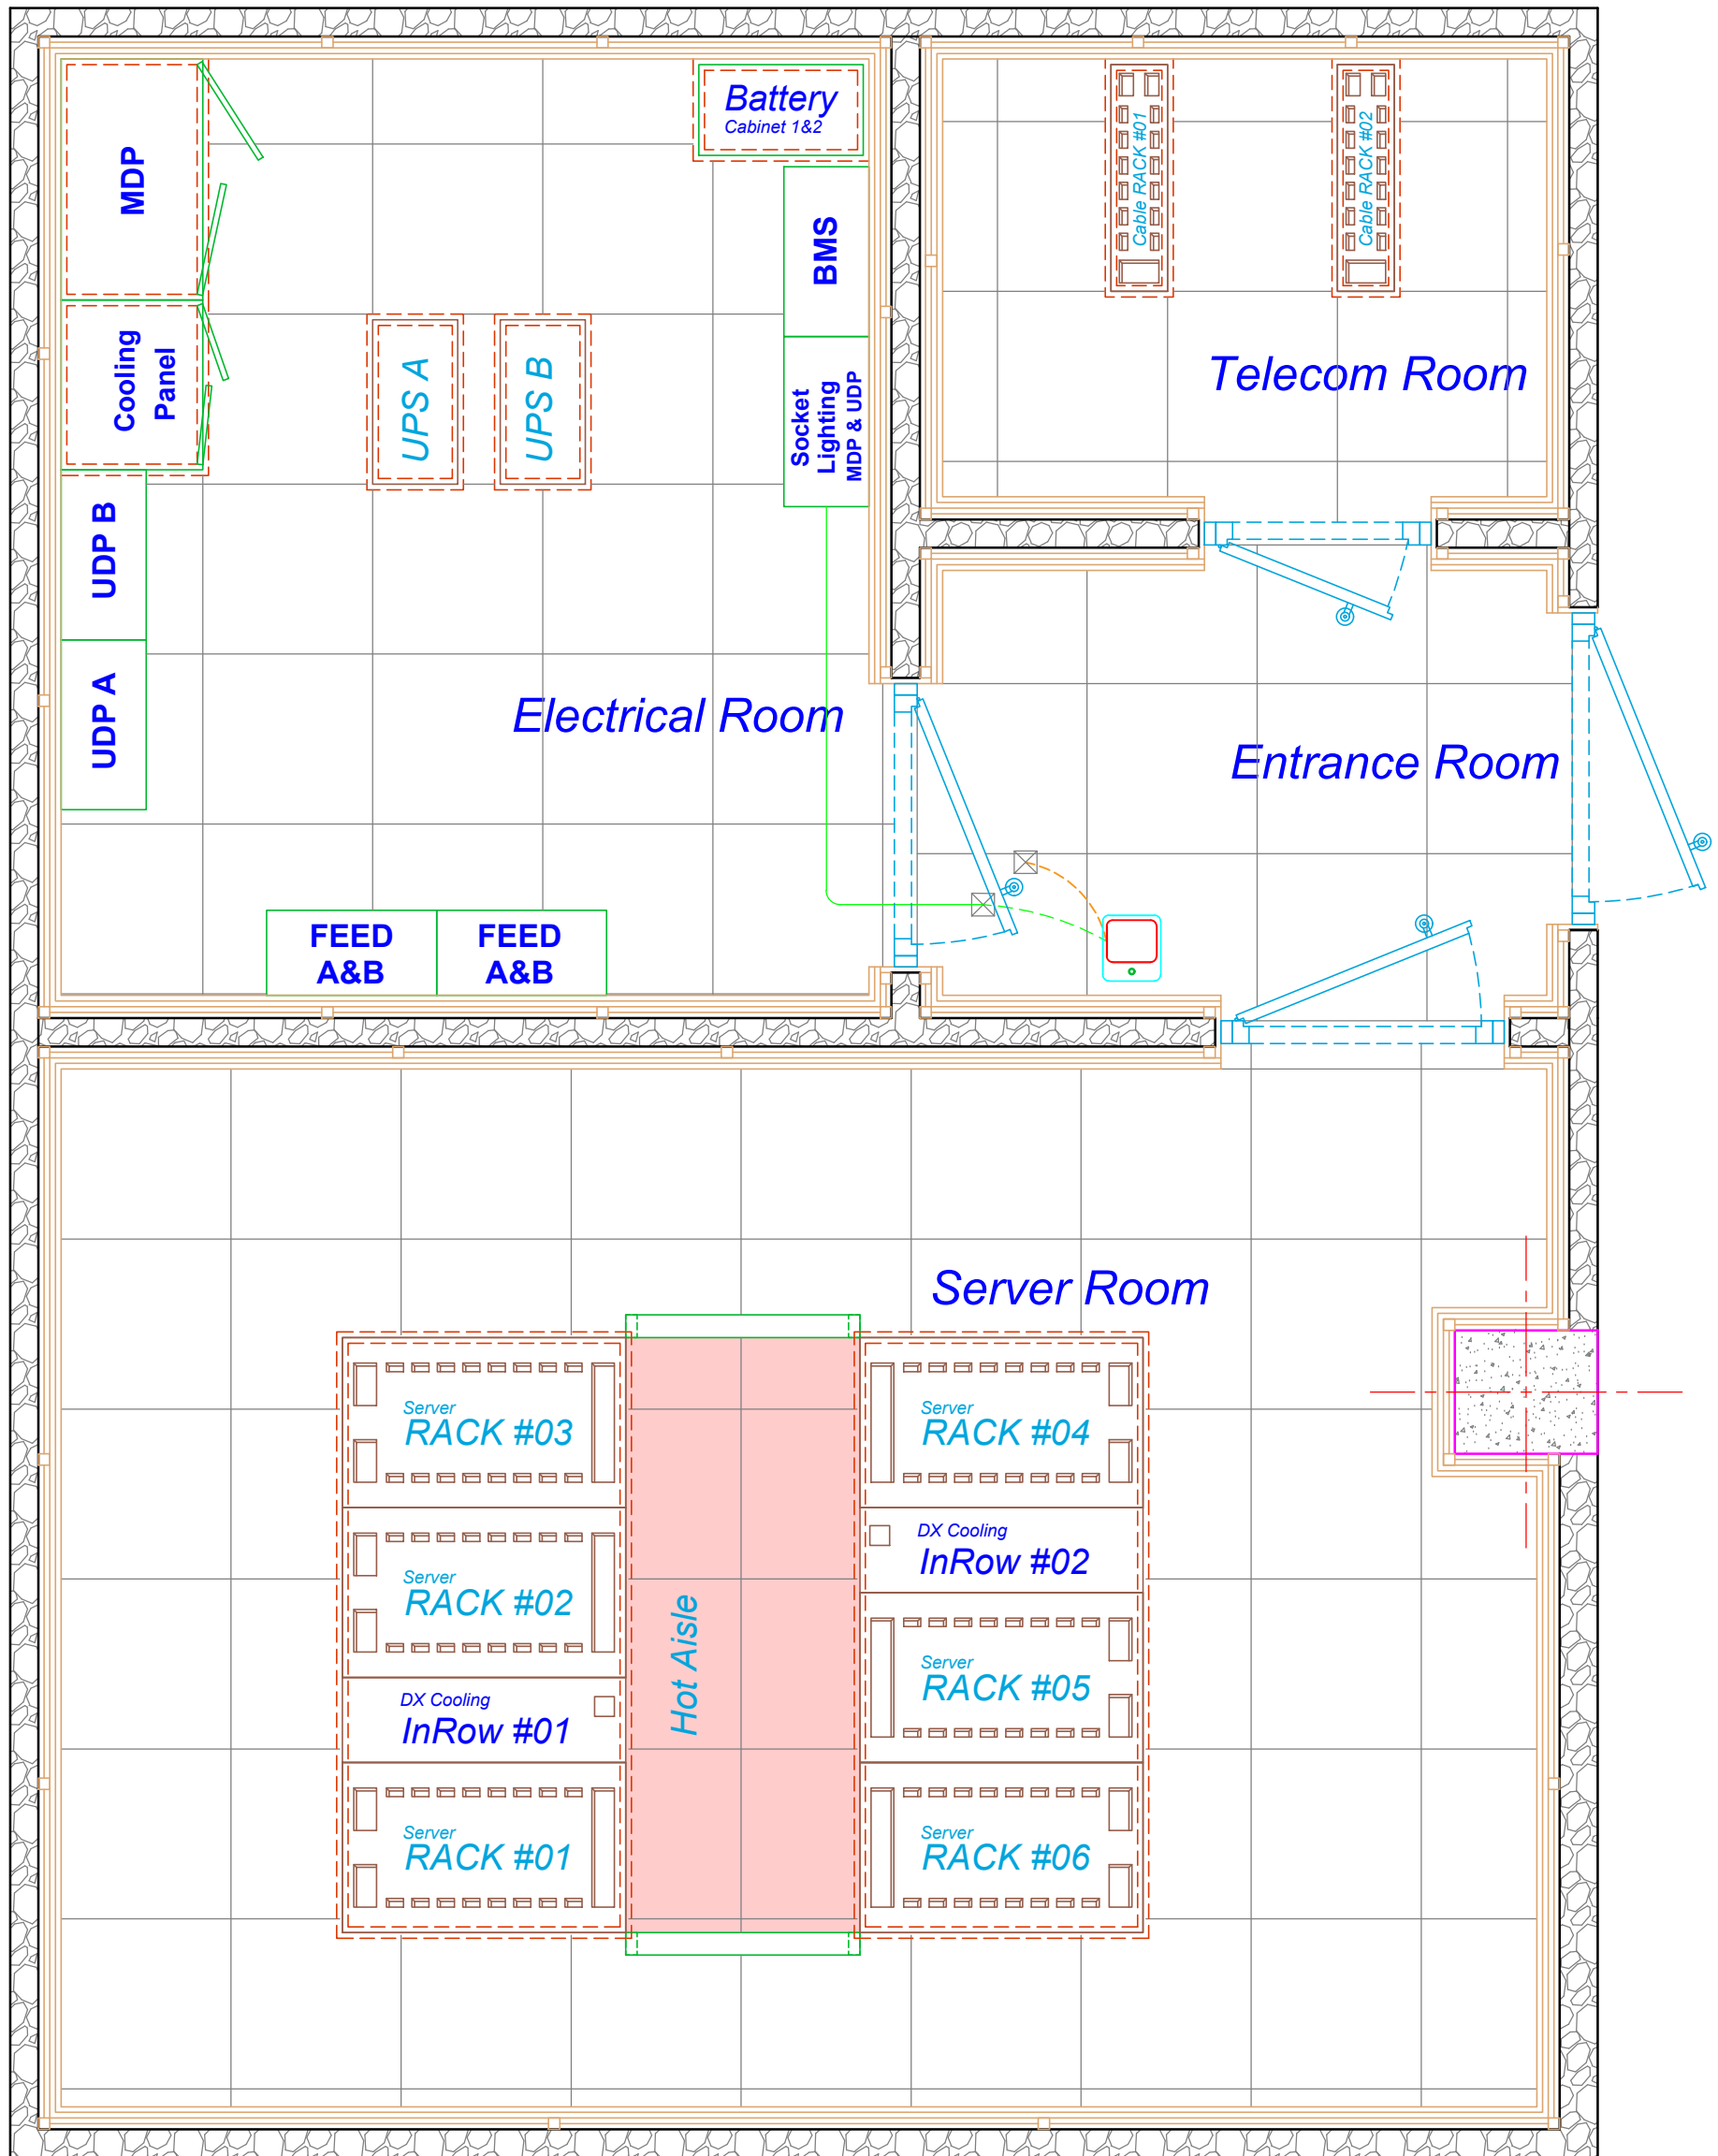 Battery
Cabinet 1&2
MDP
BMS
Cable RACK #01
Cable RACK #02
Cooling
Panel
UPS A
UPS B
Socket
Lighting
MDP & UDP
Telecom Room
UDP B
UDP A
Electrical Room
Entrance Room
FEED
A&B
FEED
A&B
Server Room
Server
RACK #03
Server
RACK #04
DX Cooling
InRow #02
Server
RACK #02
Hot Aisle
Server
RACK #05
DX Cooling
InRow #01
Server
RACK #01
Server
RACK #06